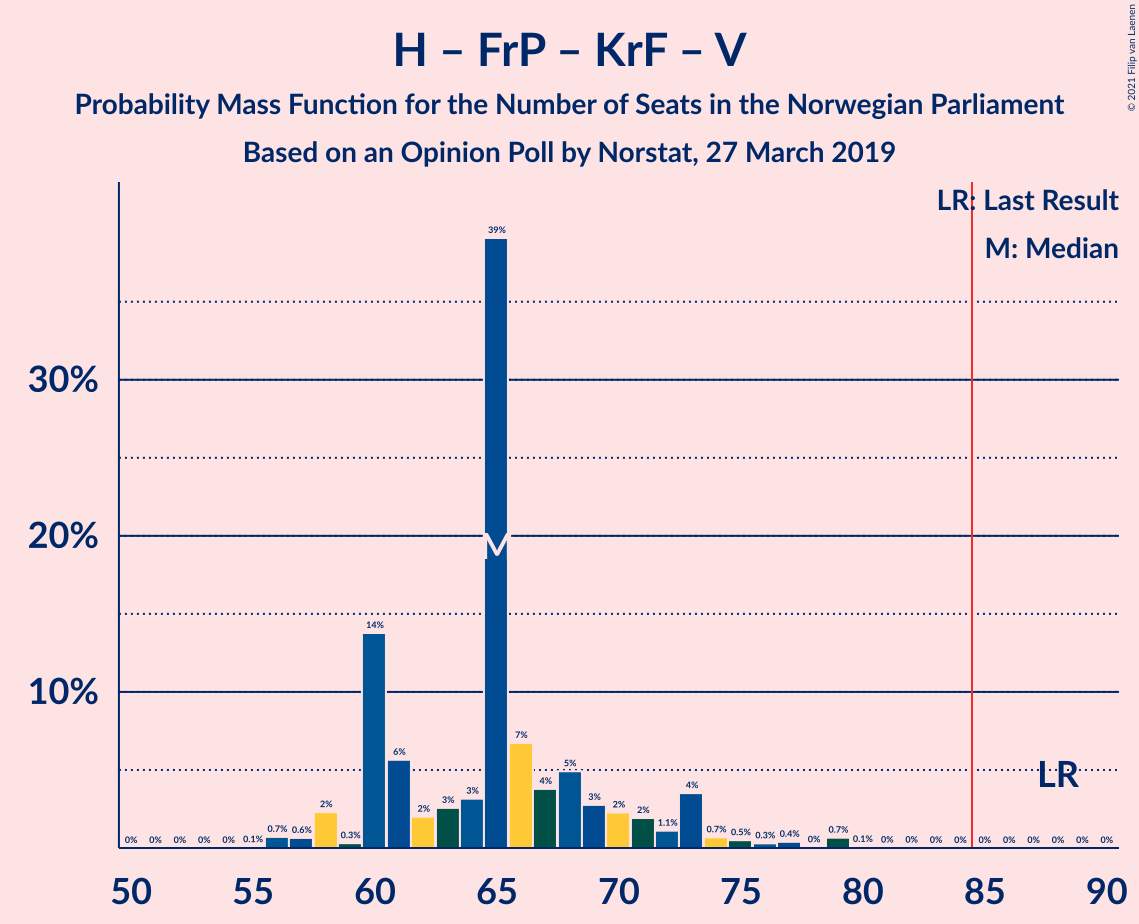 H – FrP – KrF – V
Probability Mass Function for the Number of Seats in the Norwegian Parliament
Based on an Opinion Poll by Norstat, 27 March 2019
© 2021 Filip van Laenen
LR: Last Result
M: Median
30%
20%
10%
39%
M
14%
7%
6%
5%
4%
4%
3%
3%
3%
2%
2%
2%
2%
LR
0% 0% 0% 0% 0% 0.1% 0.7% 0.6% 0.3% 1.1% 0.7% 0.5% 0.3% 0.4% 0% 0.7% 0.1% 0% 0% 0% 0% 0% 0% 0% 0% 0% 0%
50 55 60 65 70 75 80 85 90